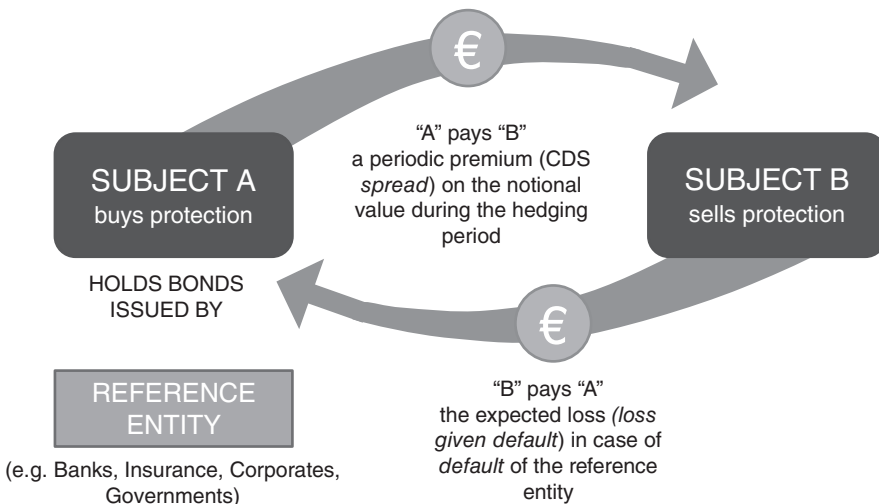 €
“A” pays “B”
a periodic premium (CDS
spread) on the notional
value during the hedging
period
SUBJECT A
buys protection
SUBJECT B
sells protection
HOLDS BONDS
ISSUED BY
€
REFERENCE
ENTITY
(e.g. Banks, Insurance, Corporates,
Governments)
“B” pays “A”
the expected loss (loss
given default) in case of
default of the reference
entity